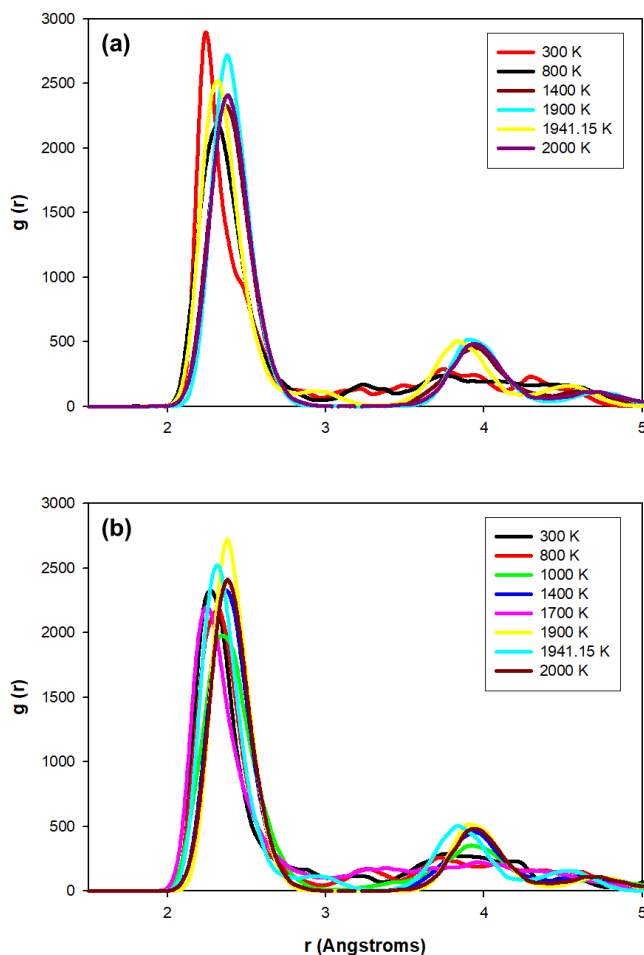 (a)
300 K
800 K
1400 K
1900 K
1941.15 K
2000 K
g (r)
3000
2500
2000
1500
1000
500
0
2
3
4
5
(b)
300 K
800 K
1000 K
1400 K
1700 K
1900 K
1941.15 K
2000 K
g (r)
3000
2500
2000
1500
1000
500
0
2
3
4
5
r (Angstroms)